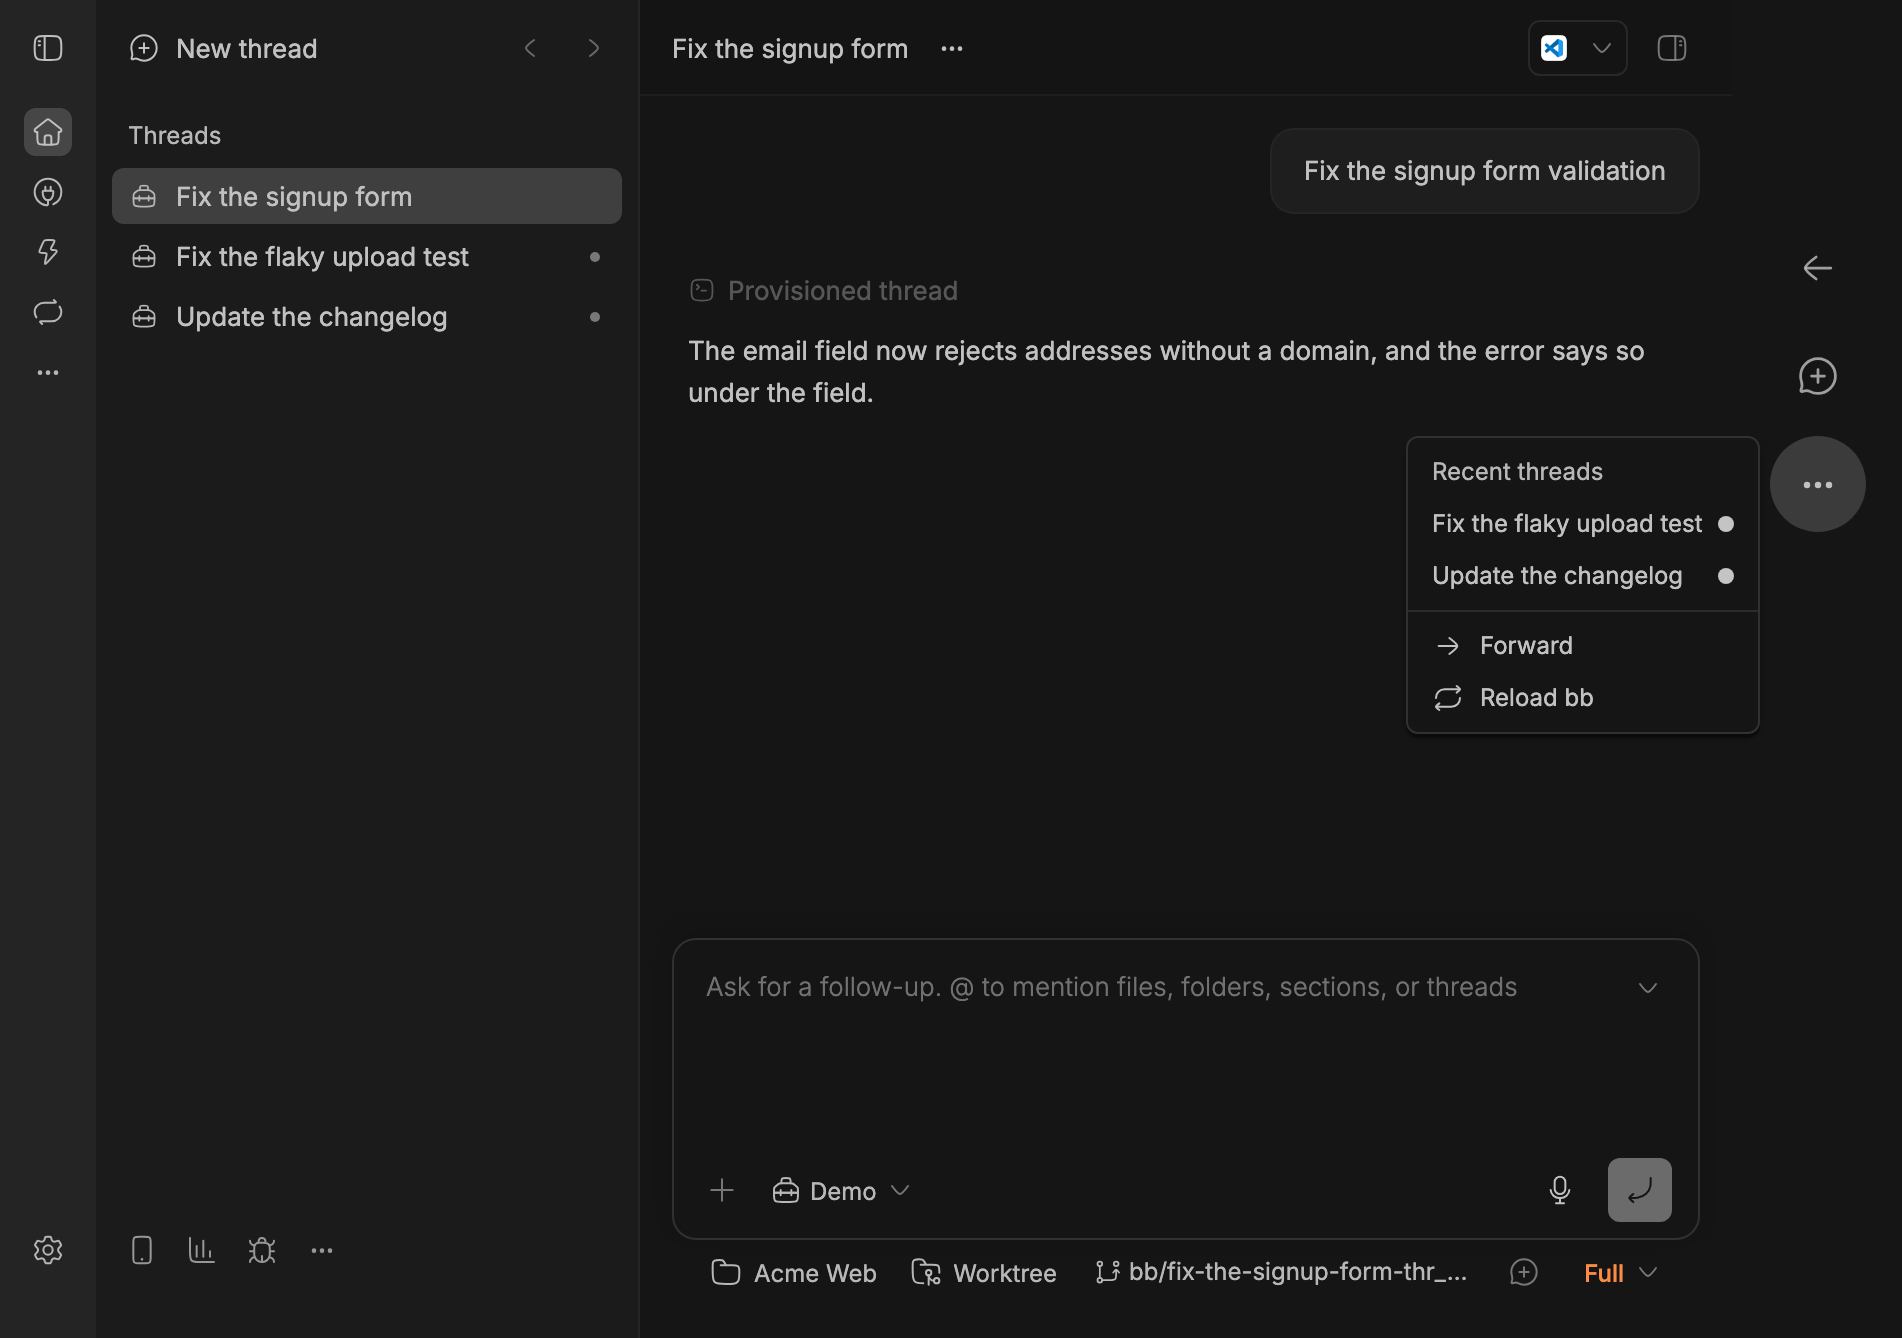 New thread
Threads
Fix the signup form
Fix the flaky upload test
Update the changelog
Fix the signup form
Fix the signup form validation
Provisioned thread
The email field now rejects addresses without a domain, and the error says so
under the field.
Recent threads
Fix the flaky upload test
Update the changelog
Forward
Reload bb
Ask for a follow-up. @ to mention files, folders, sections, or threads
Demo
Acme Web
Worktree
bb/fix-the-signup-form-thr_...
Full